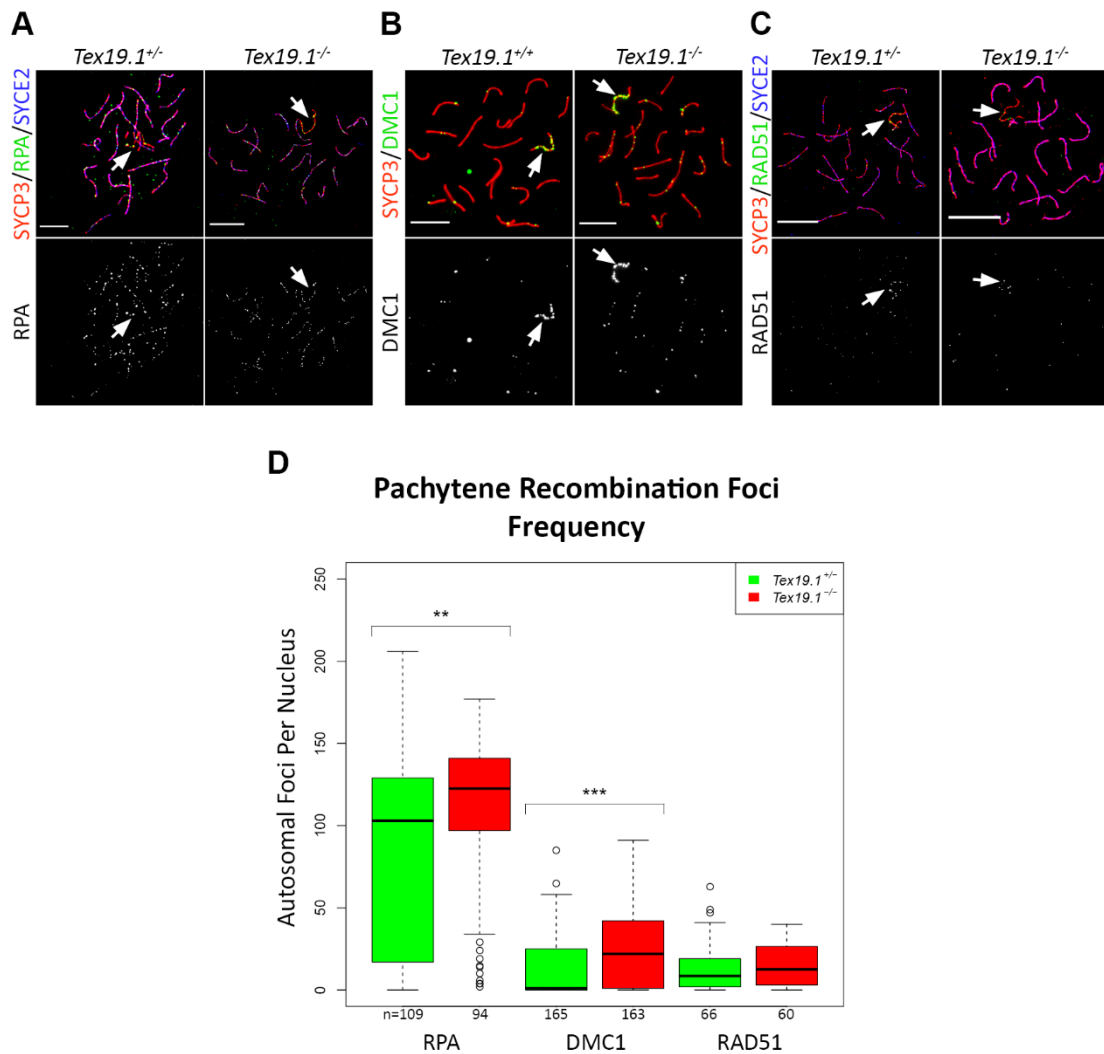 A
Tex19.1+/-
Tex19.1-/-
SYCP3/RPA/SYCE2
RPA
B
Tex19.1+/+
Tex19.1-/-
SYCP3/DMC1
DMC1
C
Tex19.1+/-
Tex19.1-/-
SYCP3/RAD51/SYCE2
RAD51
D
Pachytene Recombination Foci
Frequency
Autosomal Foci Per Nucleus
250
200
150
100
50
0
Tex19.1+/-
Tex19.1-/-
**
***
n=109 94 165 163 66 60
RPA DMC1 RAD51